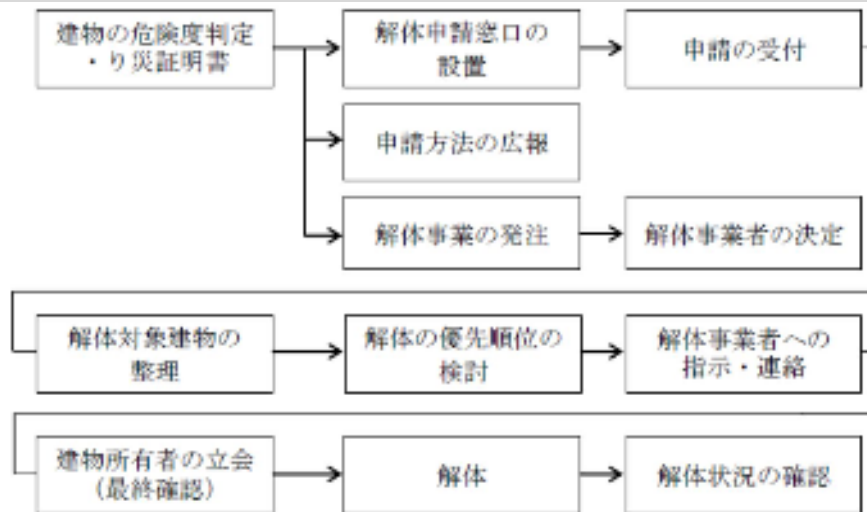 建物の危険度判定
・り災証明書
解体申請窓口の
設置
申請の受付
申請方法の広報
解体事業の発注
解体事業者の決定
解体対象建物の
整理
解体の優先順位の
検討
解体事業者への
指示・連絡
建物所有者の立会
（最終確認）
解体
解体状況の確認